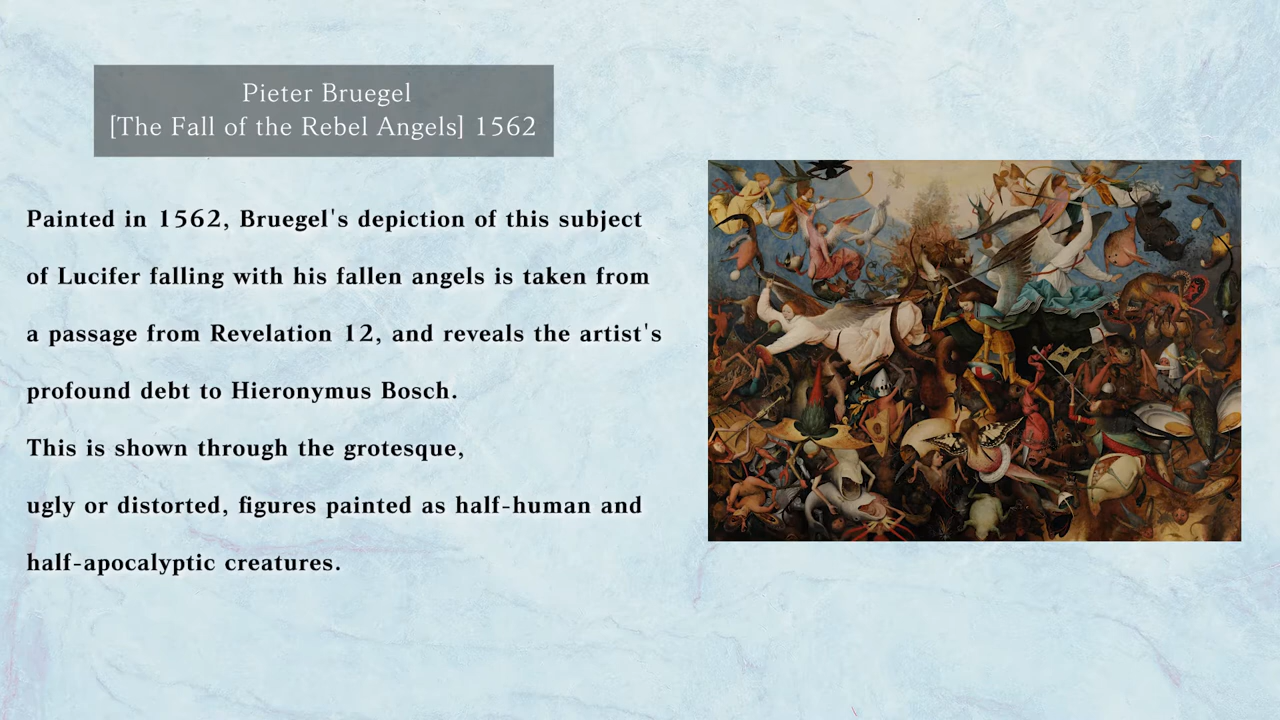 Pieter Bruegel
[The Fall of the Rebel Angels] 1562
Painted in 1562, Bruegel's depiction of this subject
of Lucifer falling with his fallen angels is taken from
a passage from Revelation 12, and reveals the artist's
profound debt to Hieronymus Bosch.
This is shown through the grotesque,
ugly or distorted, figures painted as half-human and
half-apocalyptic creatures.